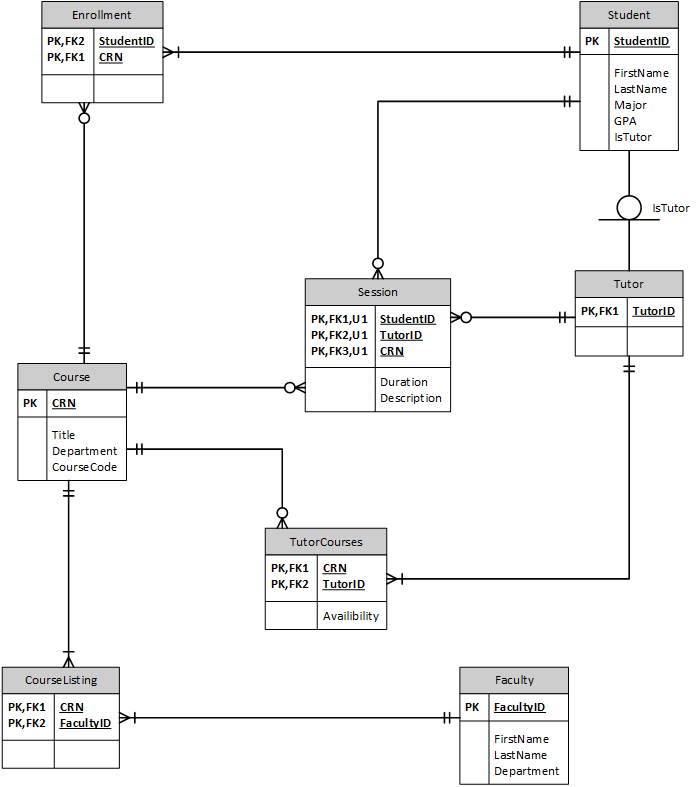 Enrollment
PK,FK2 StudentID
PK,FK1 CRN
Student
PK StudentID
FirstName
LastName
Major
GPA
IsTutor
IsTutor
Session
PK,FK1,U1 StudentID
PK,FK2,U1 TutorID
PK,FK3,U1 CRN
Duration
Description
Tutor
PK,FK1 TutorID
Course
PK CRN
Title
Department
CourseCode
TutorCourses
PK,FK1 CRN
PK,FK2 TutorID
Availibility
CourseListing
PK,FK1 CRN
PK,FK2 FacultyID
Faculty
PK FacultyID
FirstName
LastName
Department